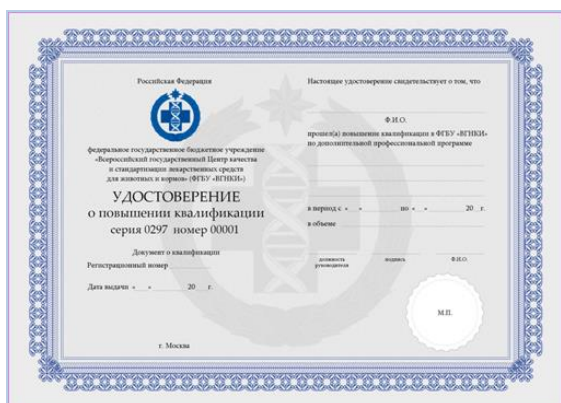 Российская Федерация
федеральное государственное бюджетное учреждение
«Всероссийский государственный Центр качества
и стандартизации лекарственных средств
для животных и кормов» (ФГБУ «ВГНКИ»)
УДОСТОВЕРЕНИЕ
о повышении квалификации
серия 0297 номер 00001
Документ о квалификации
Регистрационный номер
Дата выдачи « » 20 г.
г. Москва
Настоящее удостоверение свидетельствует о том, что
Ф.И.О.
прошел(а) повышение квалификации в ФГБУ «ВГНКИ»
по дополнительной профессиональной программе
в период с « » по « » 20 г.
в объеме
должность руководителя подпись Ф.И.О.
М.П.